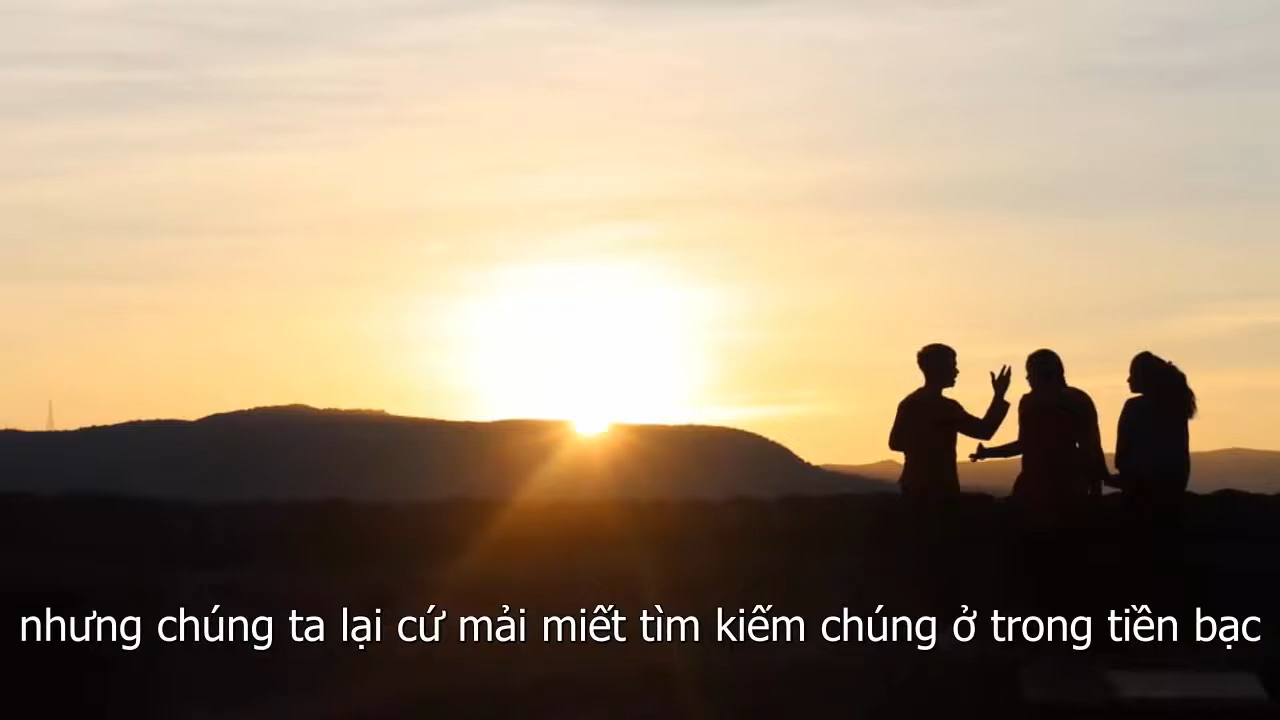 nhưng chúng ta lại cứ mải miết tìm kiếm chúng ở trong tiền bạc